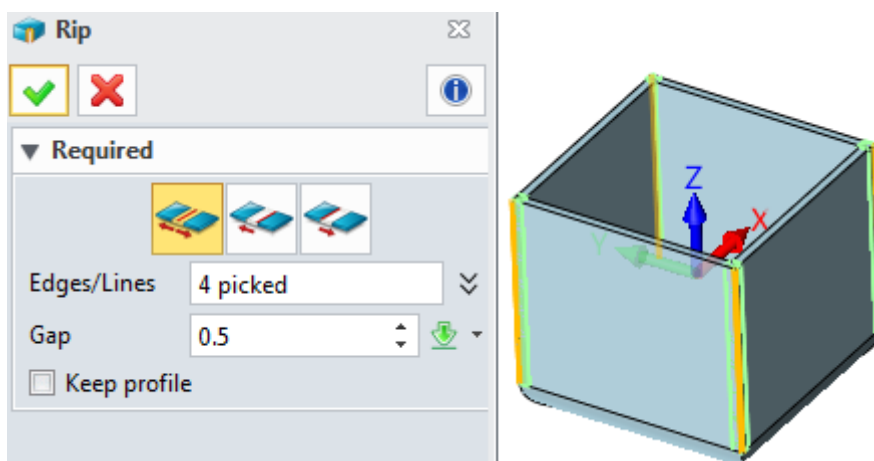 Rip
Required
Edges/Lines 4 picked
Gap 0.5
Keep profile
Z
X
Y